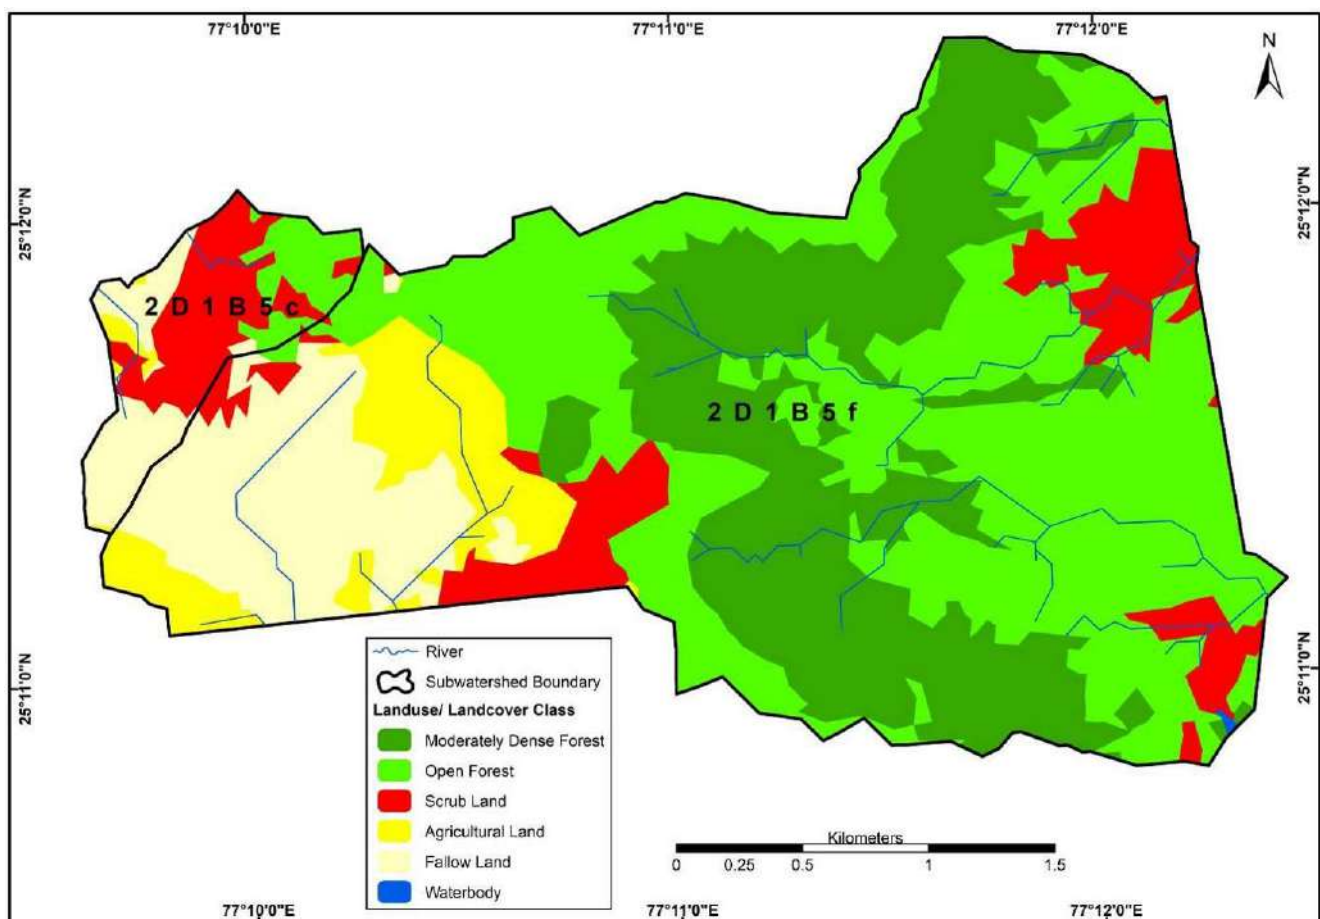 77°10'0"E 77°11'0"E 77°12'0"E
N
25°12'0"N 25°12'0"N
2 D 1 B 5 c
2 D 1 B 5 f
25°11'0"N 25°11'0"N
River
Subwatershed Boundary
Landuse/ Landcover Class
Moderately Dense Forest
Open Forest
Scrub Land
Agricultural Land
Fallow Land
Waterbody
Kilometers
0 0.25 0.5 1 1.5
77°10'0"E 77°11'0"E 77°12'0"E